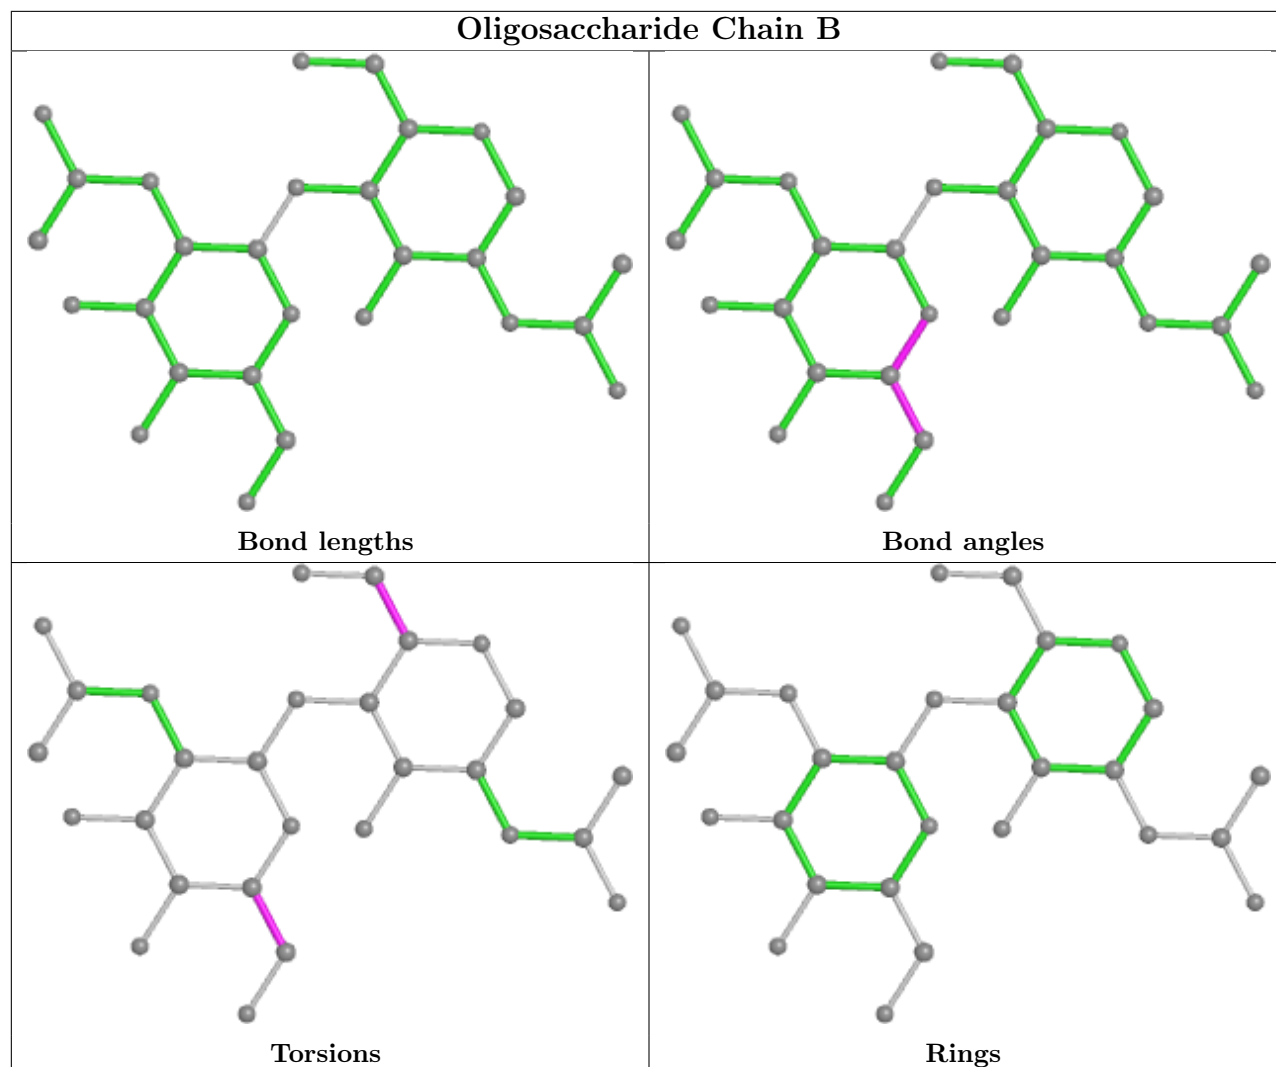 Oligosaccharide Chain B
Bond lengths
Bond angles
Torsions
Rings